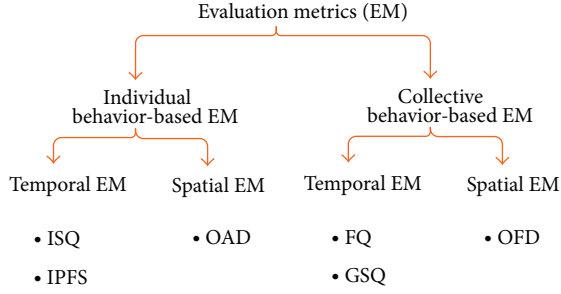 Evaluation metrics (EM)
Individual
behavior-based EM
Collective
behavior-based EM
Temporal EM
Spatial EM
Temporal EM
Spatial EM
• ISQ
• IPFS
• OAD
• FQ
• GSQ
• OFD